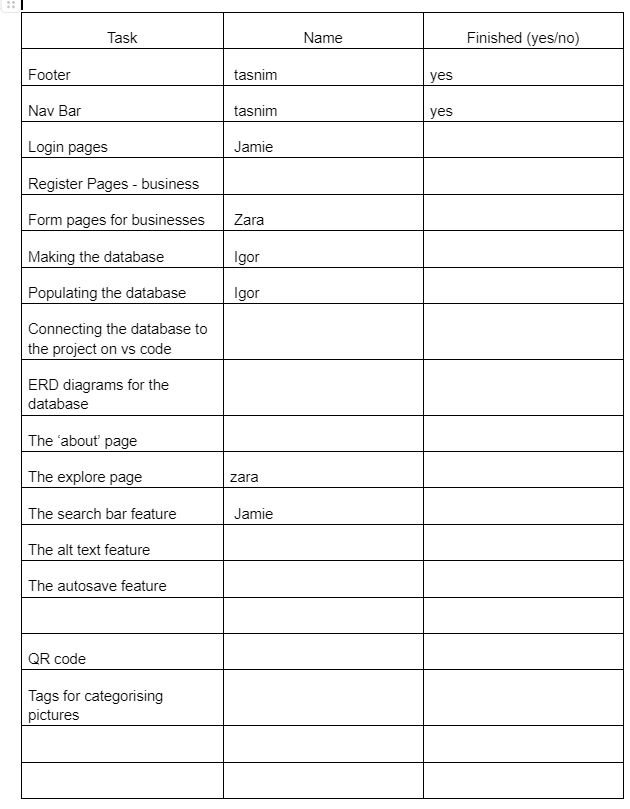 Task Name Finished (yes/no)
Footer tasnim yes
Nav Bar tasnim yes
Login pages Jamie
Register Pages - business
Form pages for businesses Zara
Making the database Igor
Populating the database Igor
Connecting the database to
the project on vs code
ERD diagrams for the
database
The ‘about’ page
The explore page zara
The search bar feature Jamie
The alt text feature
The autosave feature
QR code
Tags for categorising
pictures